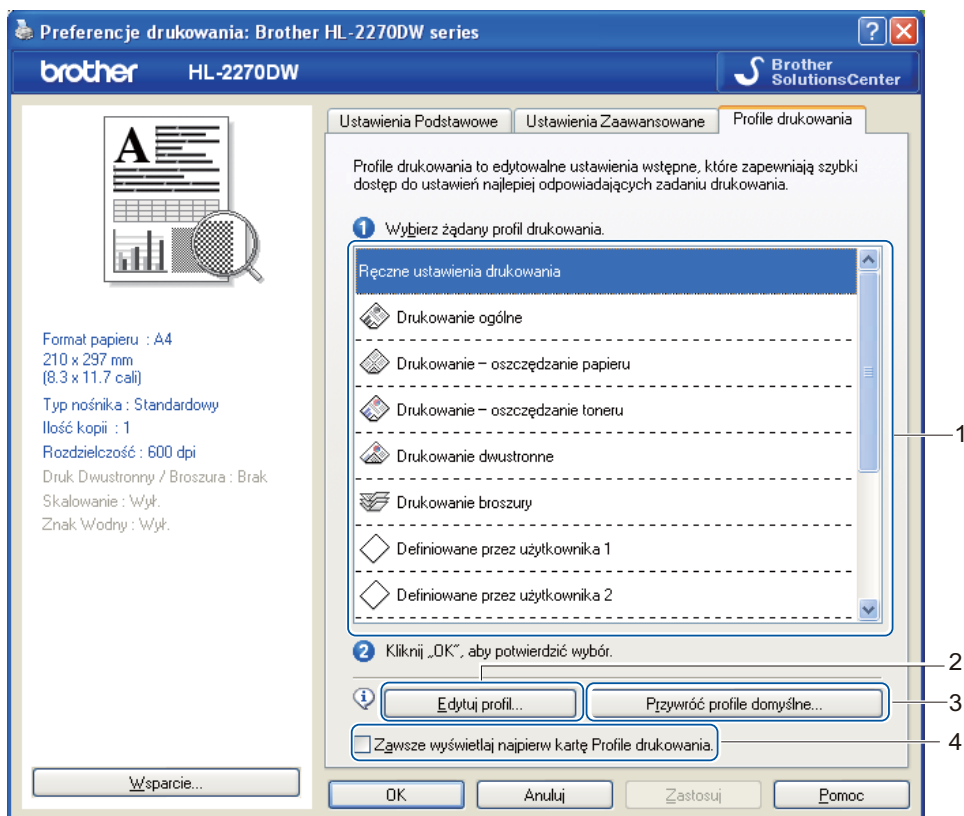 Preferencje drukowania: Brother HL-2270DW series
brother HL-2270DW
Brother
SolutionsCenter
Ustawienia Podstawowe
Ustawienia Zaawansowane
Profile drukowania
A
Format papieru : A4
210 x 297 mm
(8.3 x 11.7 cali)
Typ nośnika : Standardowy
Ilość kopii : 1
Rozdzielczość : 600 dpi
Druk Dwustronny / Broszura : Brak
Skalowanie : Wył.
Znak Wodny : Wył.
Wsparcie...
Profile drukowania to edytowalne ustawienia wstępne, które zapewniają szybki
dostęp do ustawień najlepiej odpowiadających zadaniu drukowania.
1 Wybierz żądany profil drukowania.
Ręczne ustawienia drukowania
Drukowanie ogólne
Drukowanie – oszczędzanie papieru
Drukowanie – oszczędzanie toneru
Drukowanie dwustronne
Drukowanie broszury
Definiowane przez użytkownika 1
Definiowane przez użytkownika 2
1
2 Kliknij „OK”, aby potwierdzić wybór.
2
Edytuj profil...
Przywróć profile domyślne...
3
Zawsze wyświetlaj najpierw kartę Profile drukowania.
4
OK
Anuluj
Zastosuj
Pomoc